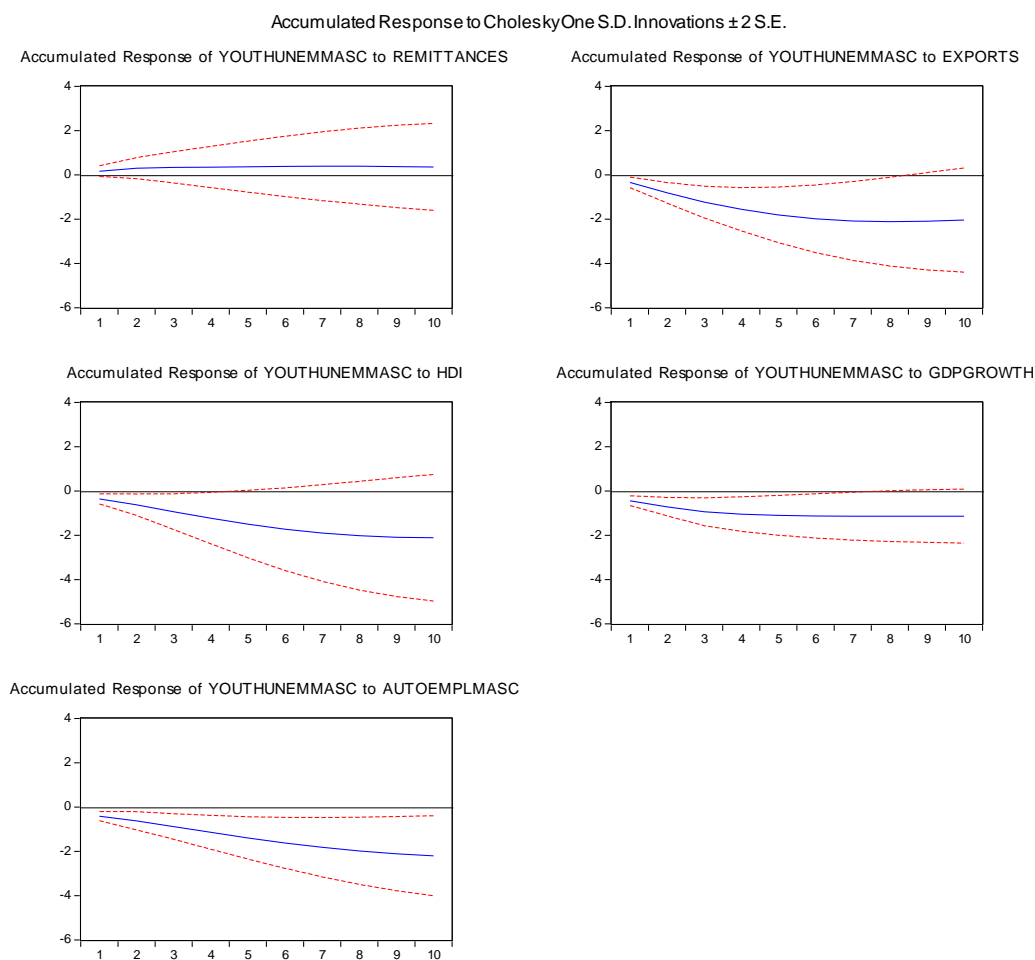 Accumulated Response to Cholesky One S.D. Innovations ± 2 S.E.
Accumulated Response of YOUTHUNEMMASC to REMITTANCES
4
2
0
-2
-4
-6
1 2 3 4 5 6 7 8 9 10
Accumulated Response of YOUTHUNEMMASC to EXPORTS
4
2
0
-2
-4
-6
1 2 3 4 5 6 7 8 9 10
Accumulated Response of YOUTHUNEMMASC to HDI
4
2
0
-2
-4
-6
1 2 3 4 5 6 7 8 9 10
Accumulated Response of YOUTHUNEMMASC to GDPGROWTH
4
2
0
-2
-4
-6
1 2 3 4 5 6 7 8 9 10
Accumulated Response of YOUTHUNEMMASC to AUTOEMPLMASC
4
2
0
-2
-4
-6
1 2 3 4 5 6 7 8 9 10